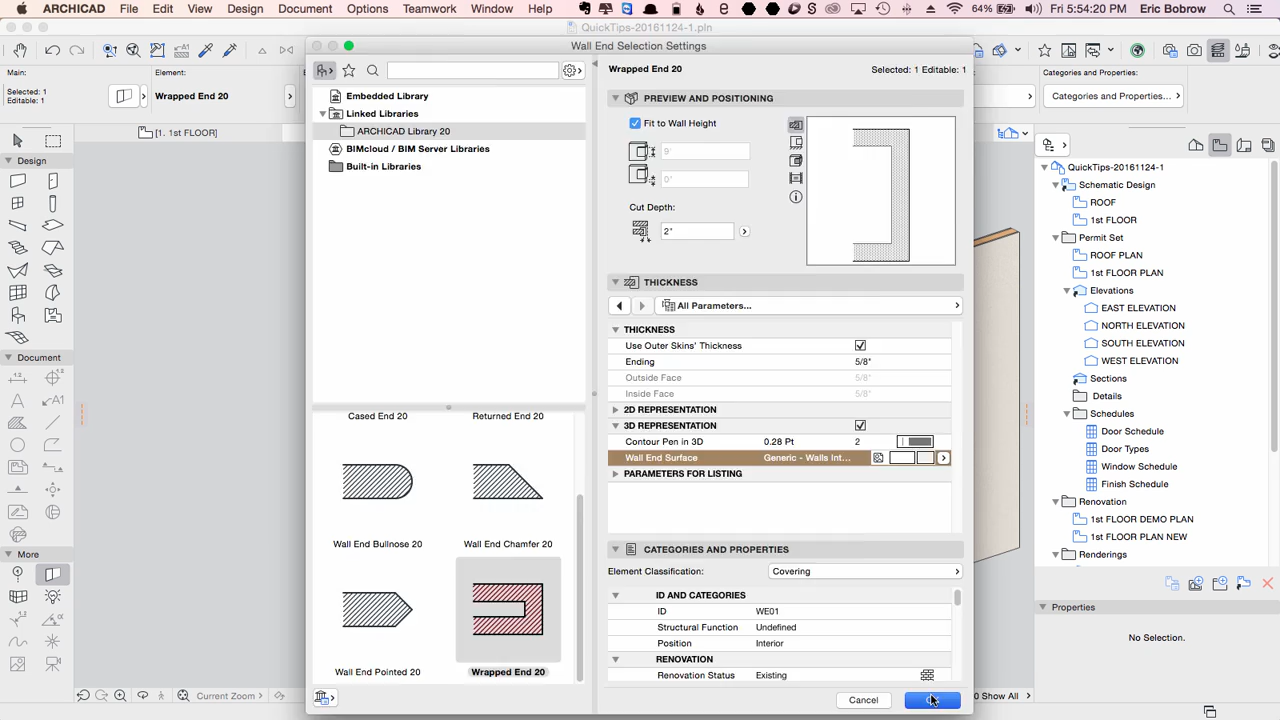 ARCHICAD File Edit View Design Document Options Teamwork Window Help 64% Fri 5:54:20 PM Eric Bobrow
QuickTips-20161124-1.pln
Wall End Selection Settings
Main:
Selected: 1
Editable: 1
Element:
Wrapped End 20
[1. 1st FLOOR]
Design
Document
More
Embedded Library
Linked Libraries
ARCHICAD Library 20
BIMcloud / BIM Server Libraries
Built-in Libraries
Cased End 20 Returned End 20
Wall End Bullnose 20 Wall End Chamfer 20
Wall End Pointed 20 Wrapped End 20
Wrapped End 20 Selected: 1 Editable: 1
PREVIEW AND POSITIONING
Fit to Wall Height
9'
0"
Cut Depth:
2"
THICKNESS
All Parameters...
THICKNESS
Use Outer Skins' Thickness
Ending 5/8"
Outside Face 5/8"
Inside Face 5/8"
2D REPRESENTATION
3D REPRESENTATION
Contour Pen in 3D 0.28 Pt 2
Wall End Surface Generic - Walls Int...
PARAMETERS FOR LISTING
CATEGORIES AND PROPERTIES
Element Classification: Covering
ID AND CATEGORIES
ID WE01
Structural Function Undefined
Position Interior
RENOVATION
Renovation Status Existing
Cancel
Categories and Properties:
Categories and Properties...
QuickTips-20161124-1
Schematic Design
ROOF
1st FLOOR
Permit Set
ROOF PLAN
1st FLOOR PLAN
Elevations
EAST ELEVATION
NORTH ELEVATION
SOUTH ELEVATION
WEST ELEVATION
Sections
Details
Schedules
Door Schedule
Door Types
Window Schedule
Finish Schedule
Renovation
1st FLOOR DEMO PLAN
1st FLOOR PLAN NEW
Renderings
Properties
No Selection.
Current Zoom
Show All